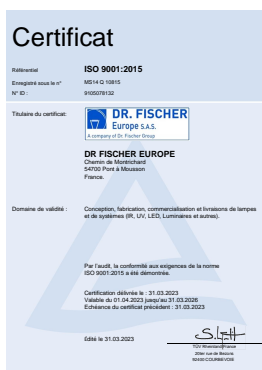 Certificat
Référentiel ISO 9001:2015
Enregistré sous le n° MS14 Q 10815
N° ID : 9105078132
Titulaire du certificat:
DR. FISCHER
Europe S.A.S.
A company of Dr. Fischer Group
DR FISCHER EUROPE
Chemin de Montrichard
54700 Pont à Mousson
France.
Domaine de validité : Conception, fabrication, commercialisation et livraisons de lampes
et de systèmes (IR, UV, LED, Luminaires et autres).
Par l'audit, la conformité aux exigences de la norme
ISO 9001:2015 a été démontrée.
Certification délivrée le : 31.03.2023
Valable du 01.04.2023 jusqu'au 31.03.2026
Echéance du certificat précédent : 31.03.2023
Édité le 31.03.2023
TÜV Rheinland France
20ter rue de Bezons
92400 COURBEVOIE